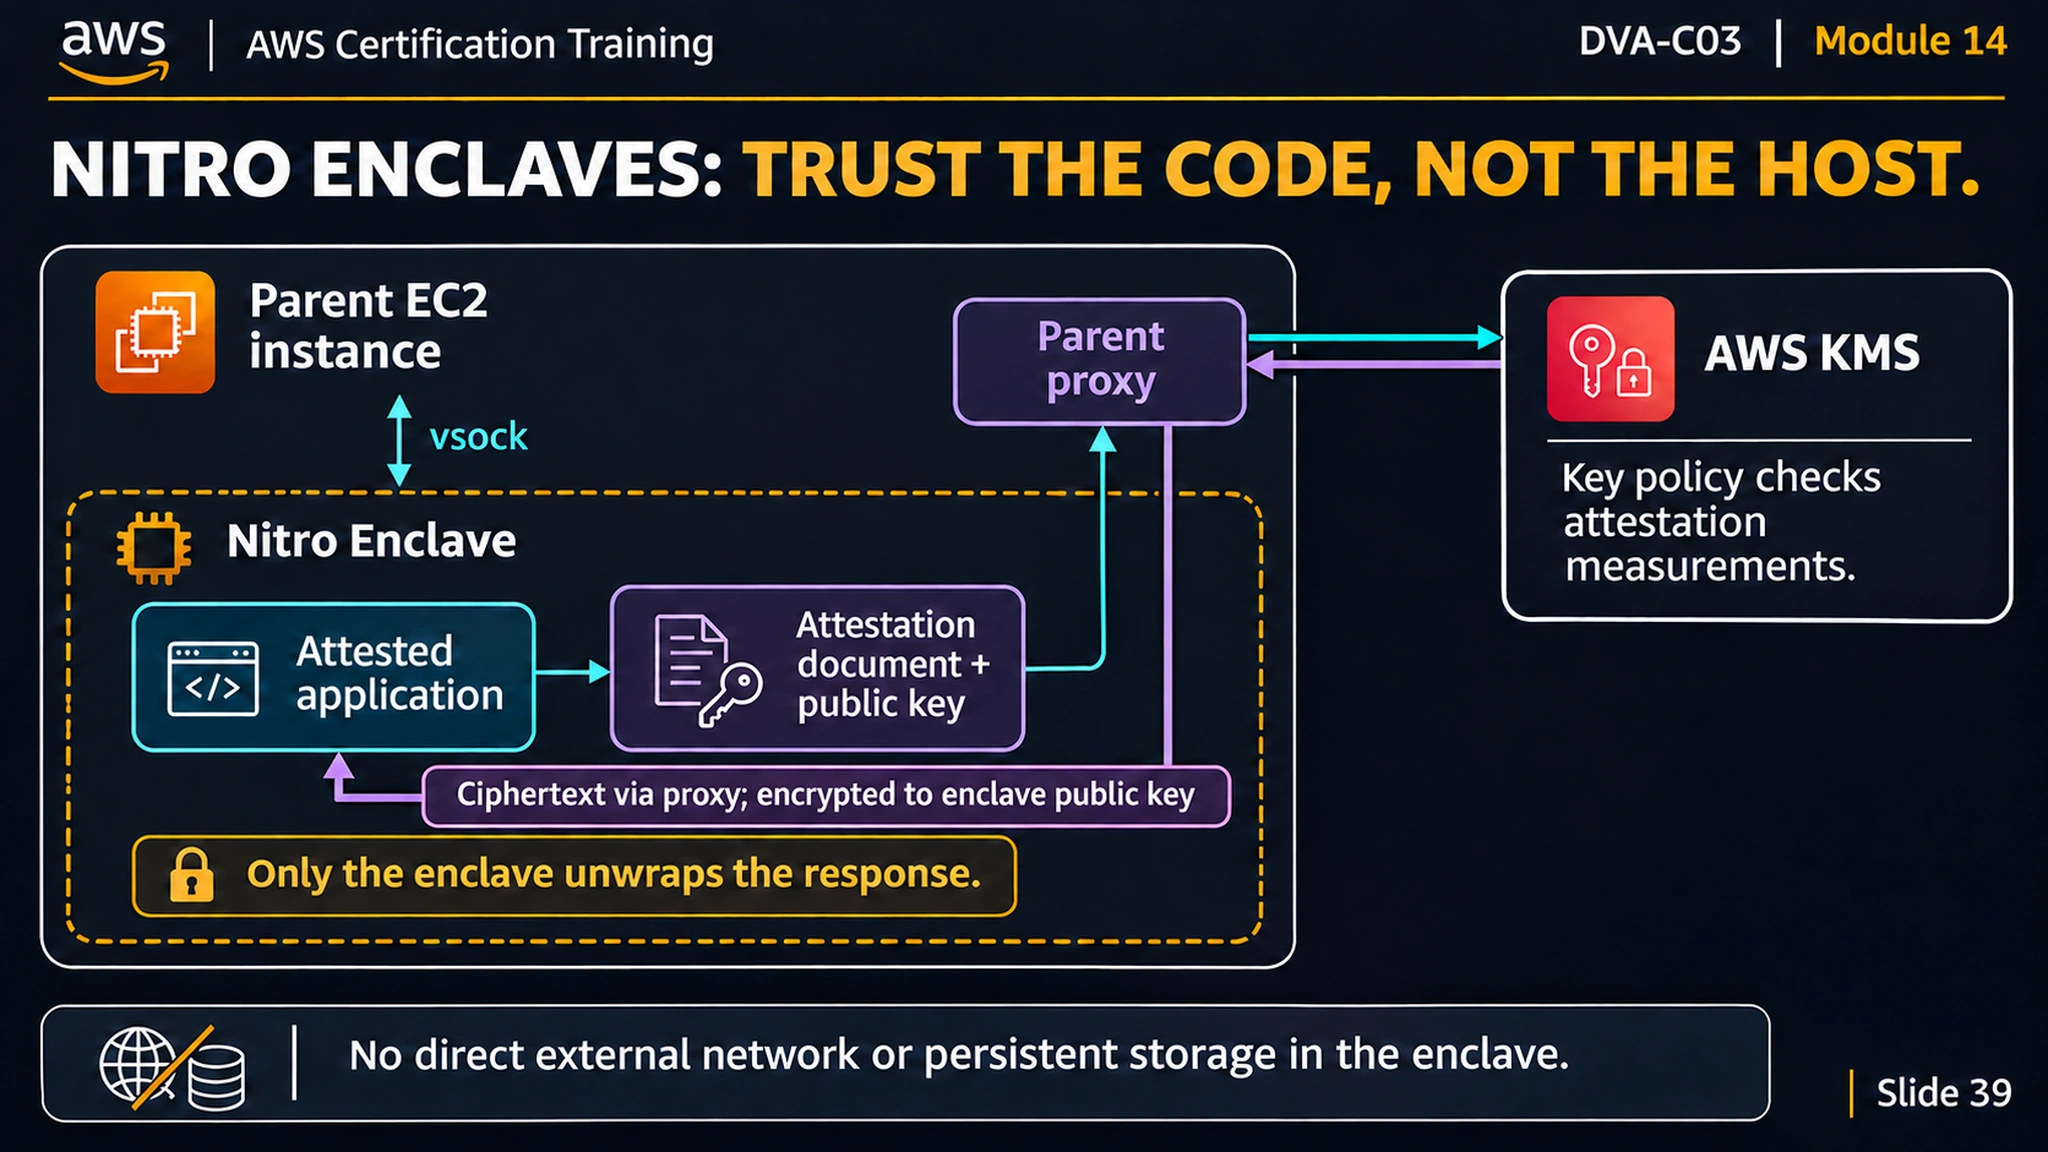 aws | AWS Certification Training
DVA-C03 | Module 14
NITRO ENCLAVES: TRUST THE CODE, NOT THE HOST.
Parent EC2
instance
vsock
Parent
proxy
AWS KMS
Key policy checks
attestation
measurements.
Nitro Enclave
Attested
application
</>
Attestation
document +
public key
Ciphertext via proxy; encrypted to enclave public key
Only the enclave unwraps the response.
No direct external network or persistent storage in the enclave.
Slide 39